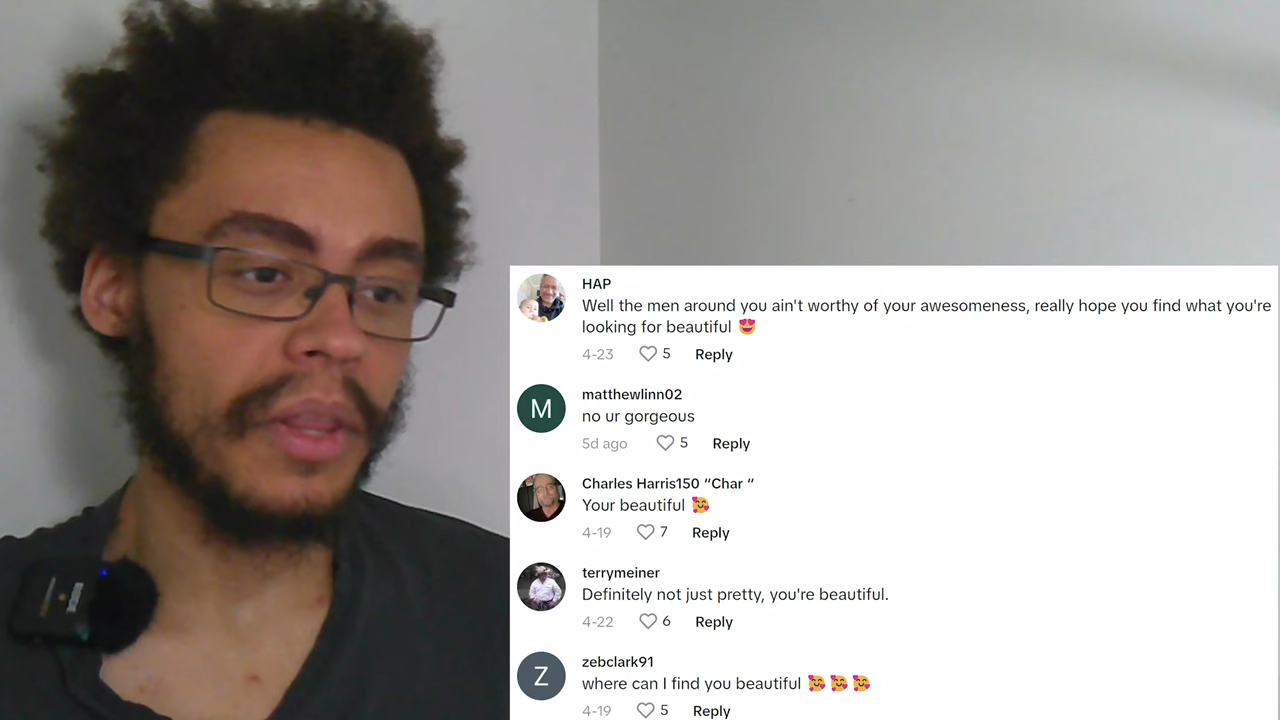 HAP
Well the men around you ain't worthy of your awesomeness, really hope you find what you're
looking for beautiful 😍
4-23 5 Reply
M
matthewlinn02
no ur gorgeous
5d ago 5 Reply
Charles Harris150 “Char “
Your beautiful 🥰
4-19 7 Reply
terrymeiner
Definitely not just pretty, you're beautiful.
4-22 6 Reply
Z
zebclark91
where can I find you beautiful 🥰 🥰 🥰
4-19 5 Reply